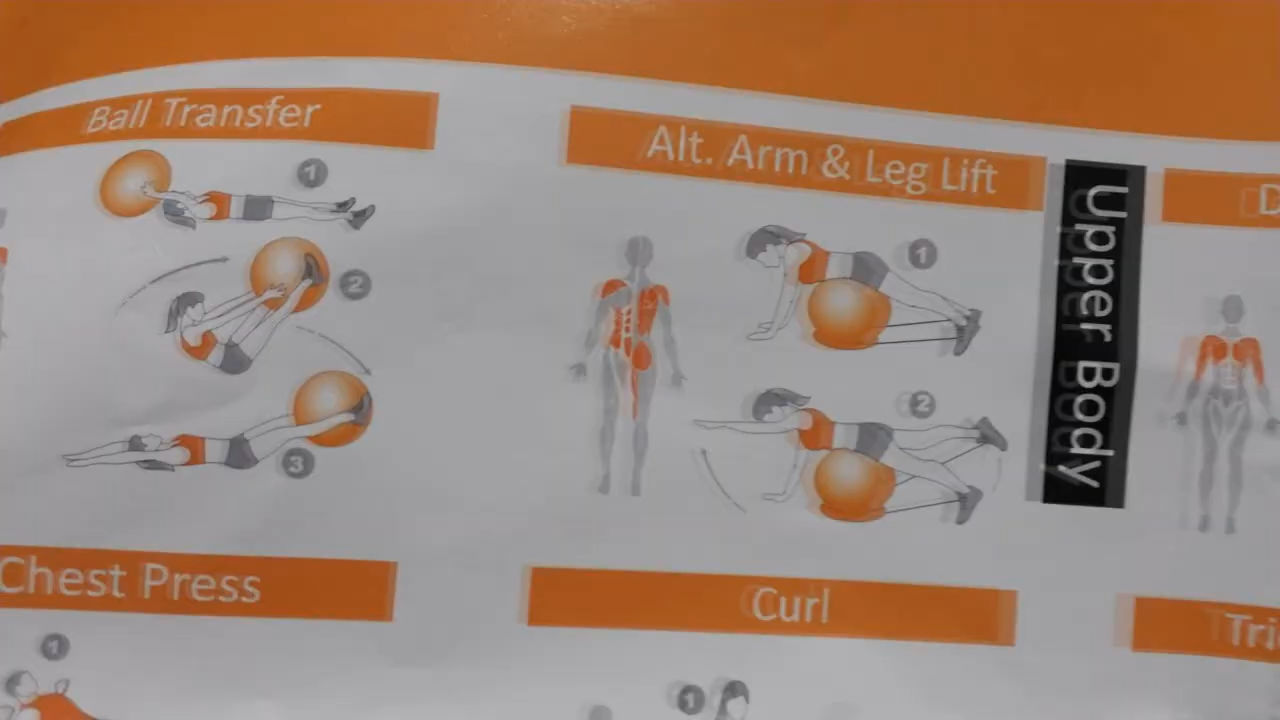 Ball Transfer
1
2
3
Alt. Arm & Leg Lift
1
2
Upper Body
Chest Press
1
Curl
1